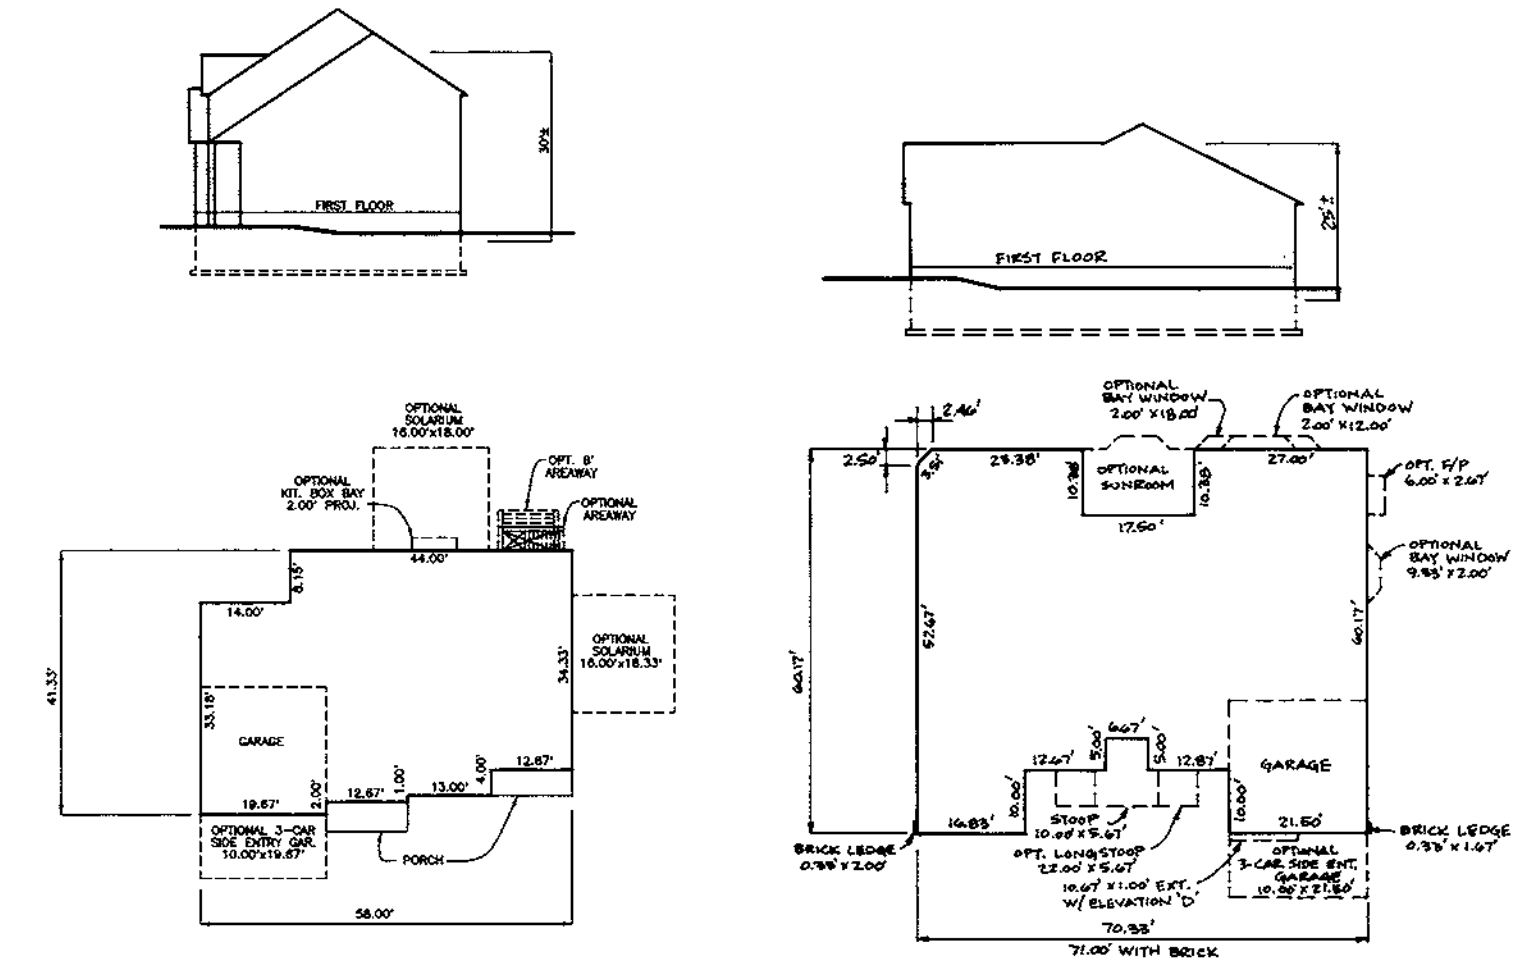 30'±
FIRST FLOOR
25'±
FIRST FLOOR
OPTIONAL
SOLARIUM
16.00'x18.00'
OPT. 8'
AREAWAY
OPTIONAL
KIT. BOX BAY
2.00' PROJ.
OPTIONAL
AREAWAY
44.00'
8.15'
14.00'
41.33'
33.18'
GARAGE
34.33'
OPTIONAL
SOLARIUM
16.00'x18.33'
19.67'
2.00'
12.67'
1.00'
13.00'
4.00'
12.67'
OPTIONAL 3-CAR
SIDE ENTRY GAR.
10.00'x19.67'
PORCH
58.00'
2.46'
OPTIONAL
BAY WINDOW
2.00' x 18.00'
OPTIONAL
BAY WINDOW
2.00' x 12.00'
2.50'
3.51'
23.38'
10.38'
OPTIONAL
SUNROOM
10.38'
17.50'
27.00'
OPT. F/P
6.00' x 2.67'
OPTIONAL
BAY WINDOW
9.33' x 2.00'
60.17'
52.67'
60.17'
6.67'
5.00'
5.00'
12.67'
12.87'
10.00'
10.00'
GARAGE
16.83'
STOOP
10.00' x 5.67'
21.50'
BRICK LEDGE
0.33' x 2.00'
BRICK LEDGE
0.33' x 1.67'
OPT. LONG STOOP
22.00' x 5.67'
10.67' x 1.00' EXT.
W/ ELEVATION 'D'
OPTIONAL
3-CAR SIDE ENT.
GARAGE
10.00' x 21.50'
70.33'
71.00' WITH BRICK